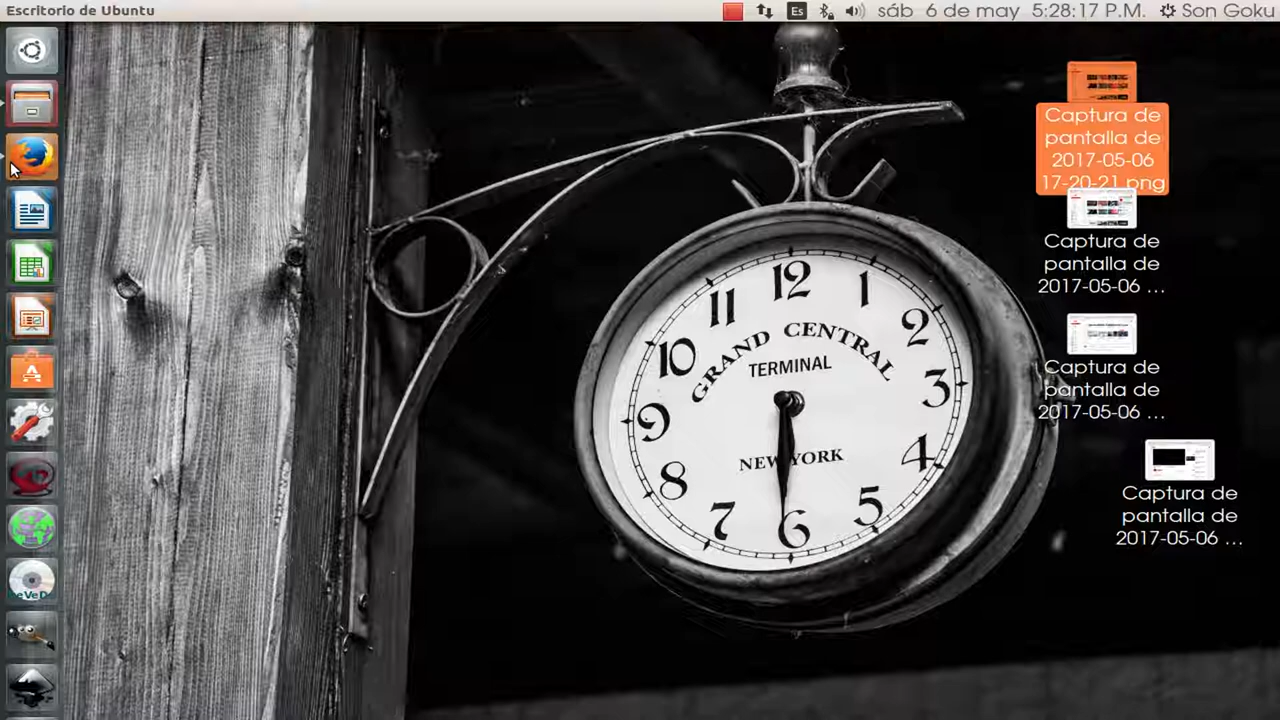 Escritorio de Ubuntu
Es
sáb 6 de may 5:28:17 P.M.
Son Goku
Captura de
pantalla de
2017-05-06
17-20-21.png
Captura de
pantalla de
2017-05-06 ...
Captura de
pantalla de
2017-05-06 ...
Captura de
pantalla de
2017-05-06 ...
12
1
2
3
4
5
6
7
8
9
10
11
GRAND CENTRAL
TERMINAL
NEW YORK